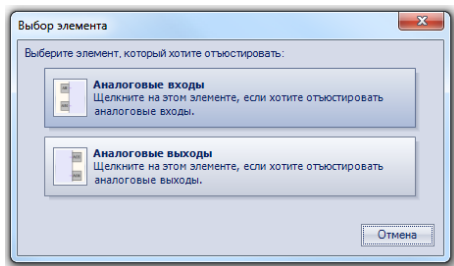 Выбор элемента
Выберите элемент, который хотите отъюстировать:
Аналоговые входы
Щелкните на этом элементе, если хотите отъюстировать
аналоговые входы.
Аналоговые выходы
Щелкните на этом элементе, если хотите отъюстировать
аналоговые выходы.
Отмена